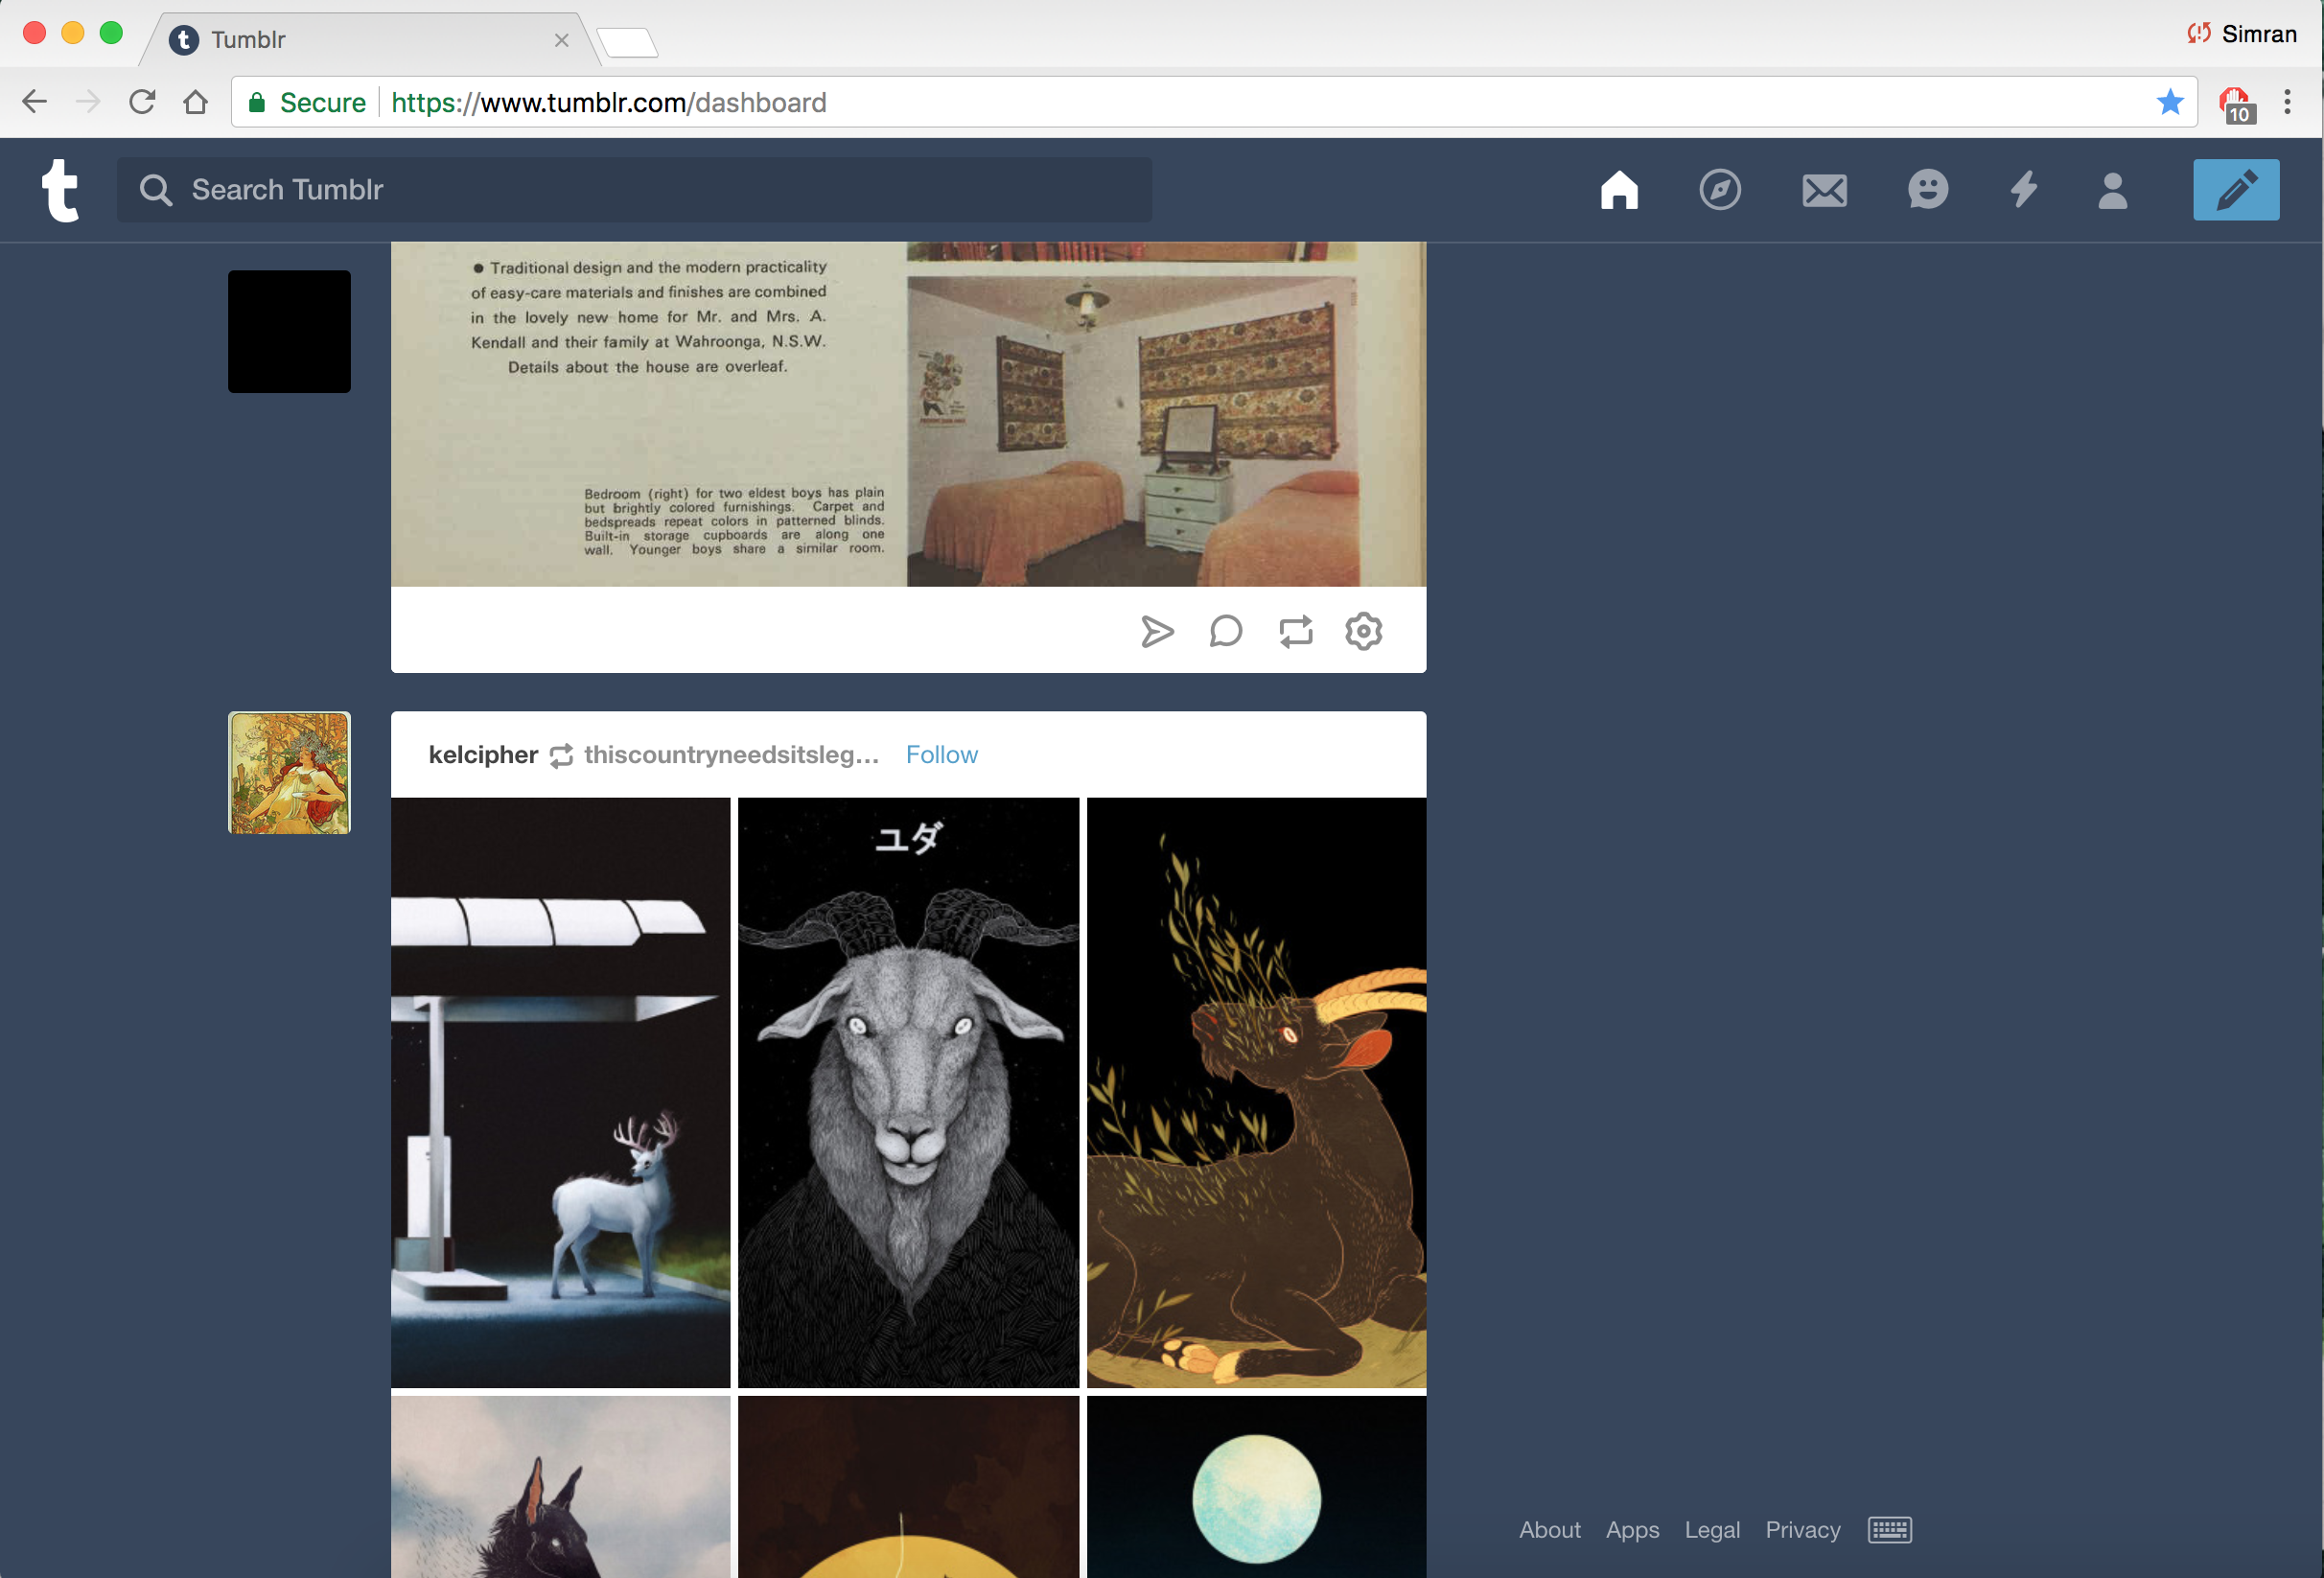 Tumblr
Simran
Secure
https://www.tumblr.com/dashboard
10
Search Tumblr
● Traditional design and the modern practicality
of easy-care materials and finishes are combined
in the lovely new home for Mr. and Mrs. A.
Kendall and their family at Wahroonga, N.S.W.
Details about the house are overleaf.
Bedroom (right) for two eldest boys has plain
but brightly colored furnishings. Carpet and
bedspreads repeat colors in patterned blinds.
Built-in storage cupboards are along one
wall. Younger boys share a similar room.
kelcipher thiscountryneedsitsleg... Follow
ユダ
About Apps Legal Privacy